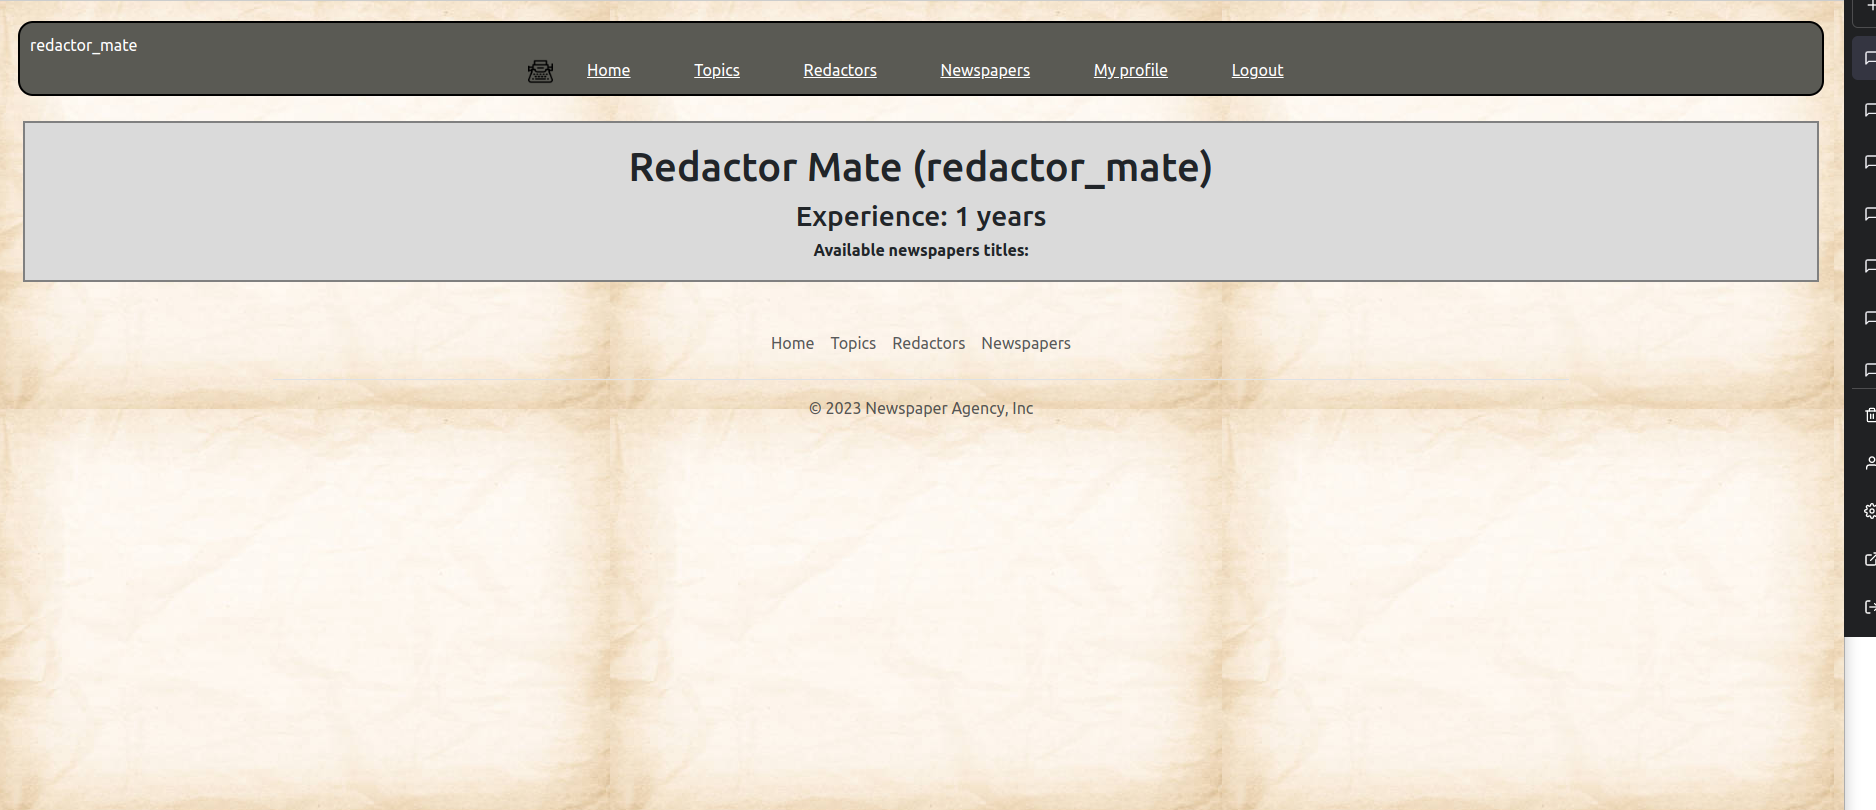 redactor_mate
Home Topics Redactors Newspapers My profile Logout
Redactor Mate (redactor_mate)
Experience: 1 years
Available newspapers titles:
Home Topics Redactors Newspapers
© 2023 Newspaper Agency, Inc